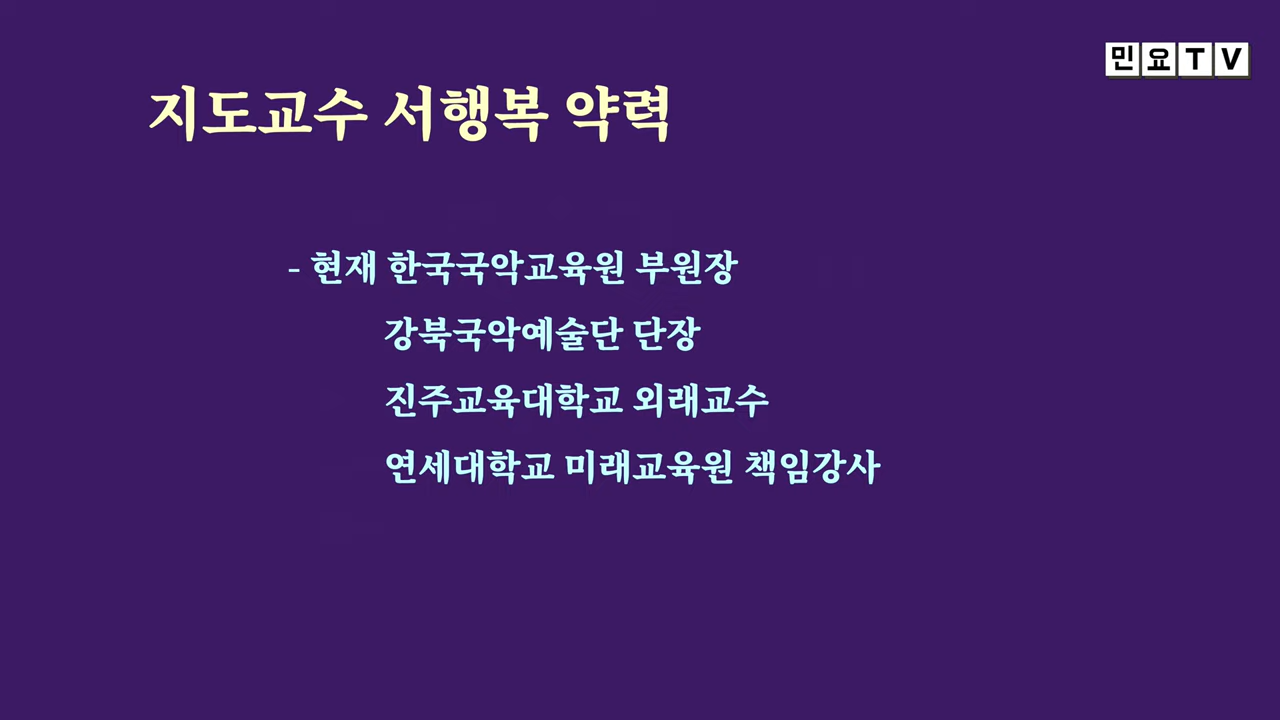 민요TV
지도교수 서행복 약력
- 현재 한국국악교육원 부원장
강북국악예술단 단장
진주교육대학교 외래교수
연세대학교 미래교육원 책임강사